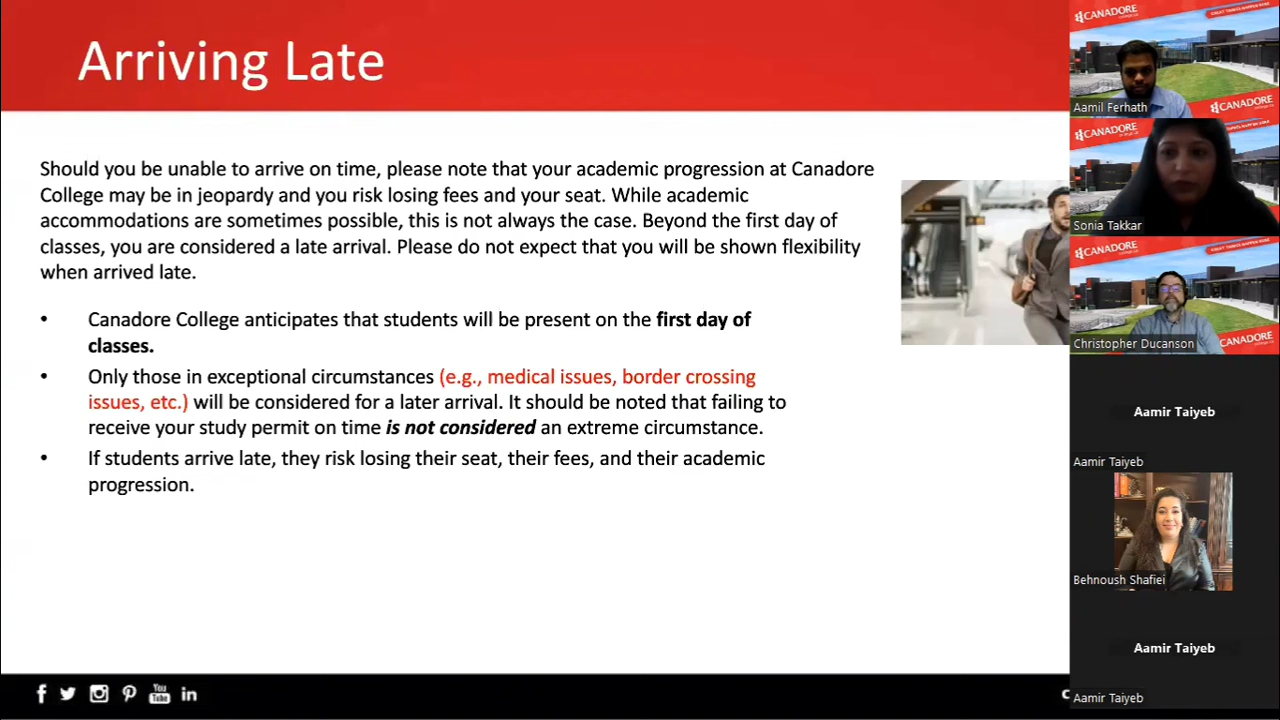 Arriving Late
Should you be unable to arrive on time, please note that your academic progression at Canadore
College may be in jeopardy and you risk losing fees and your seat. While academic
accommodations are sometimes possible, this is not always the case. Beyond the first day of
classes, you are considered a late arrival. Please do not expect that you will be shown flexibility
when arrived late.
• Canadore College anticipates that students will be present on the first day of
classes.
• Only those in exceptional circumstances (e.g., medical issues, border crossing
issues, etc.) will be considered for a later arrival. It should be noted that failing to
receive your study permit on time is not considered an extreme circumstance.
• If students arrive late, they risk losing their seat, their fees, and their academic
progression.
You
Tube
in
CANADORE
CANADORE
Aamil Ferhath
CANADORE
Sonia Takkar
CANADORE
CANADORE
Christopher Ducanson
Aamir Taiyeb
Aamir Taiyeb
Behnoush Shafiei
Aamir Taiyeb
Aamir Taiyeb